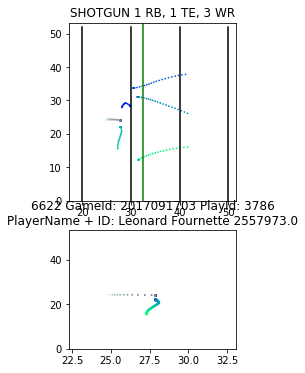 SHOTGUN 1 RB, 1 TE, 3 WR
50
40
30
20
10
0
20 30 40 50
6622 GameId: 2017091703 PlayId: 3786
PlayerName + ID: Leonard Fournette 2557973.0
40
20
0
22.5 25.0 27.5 30.0 32.5